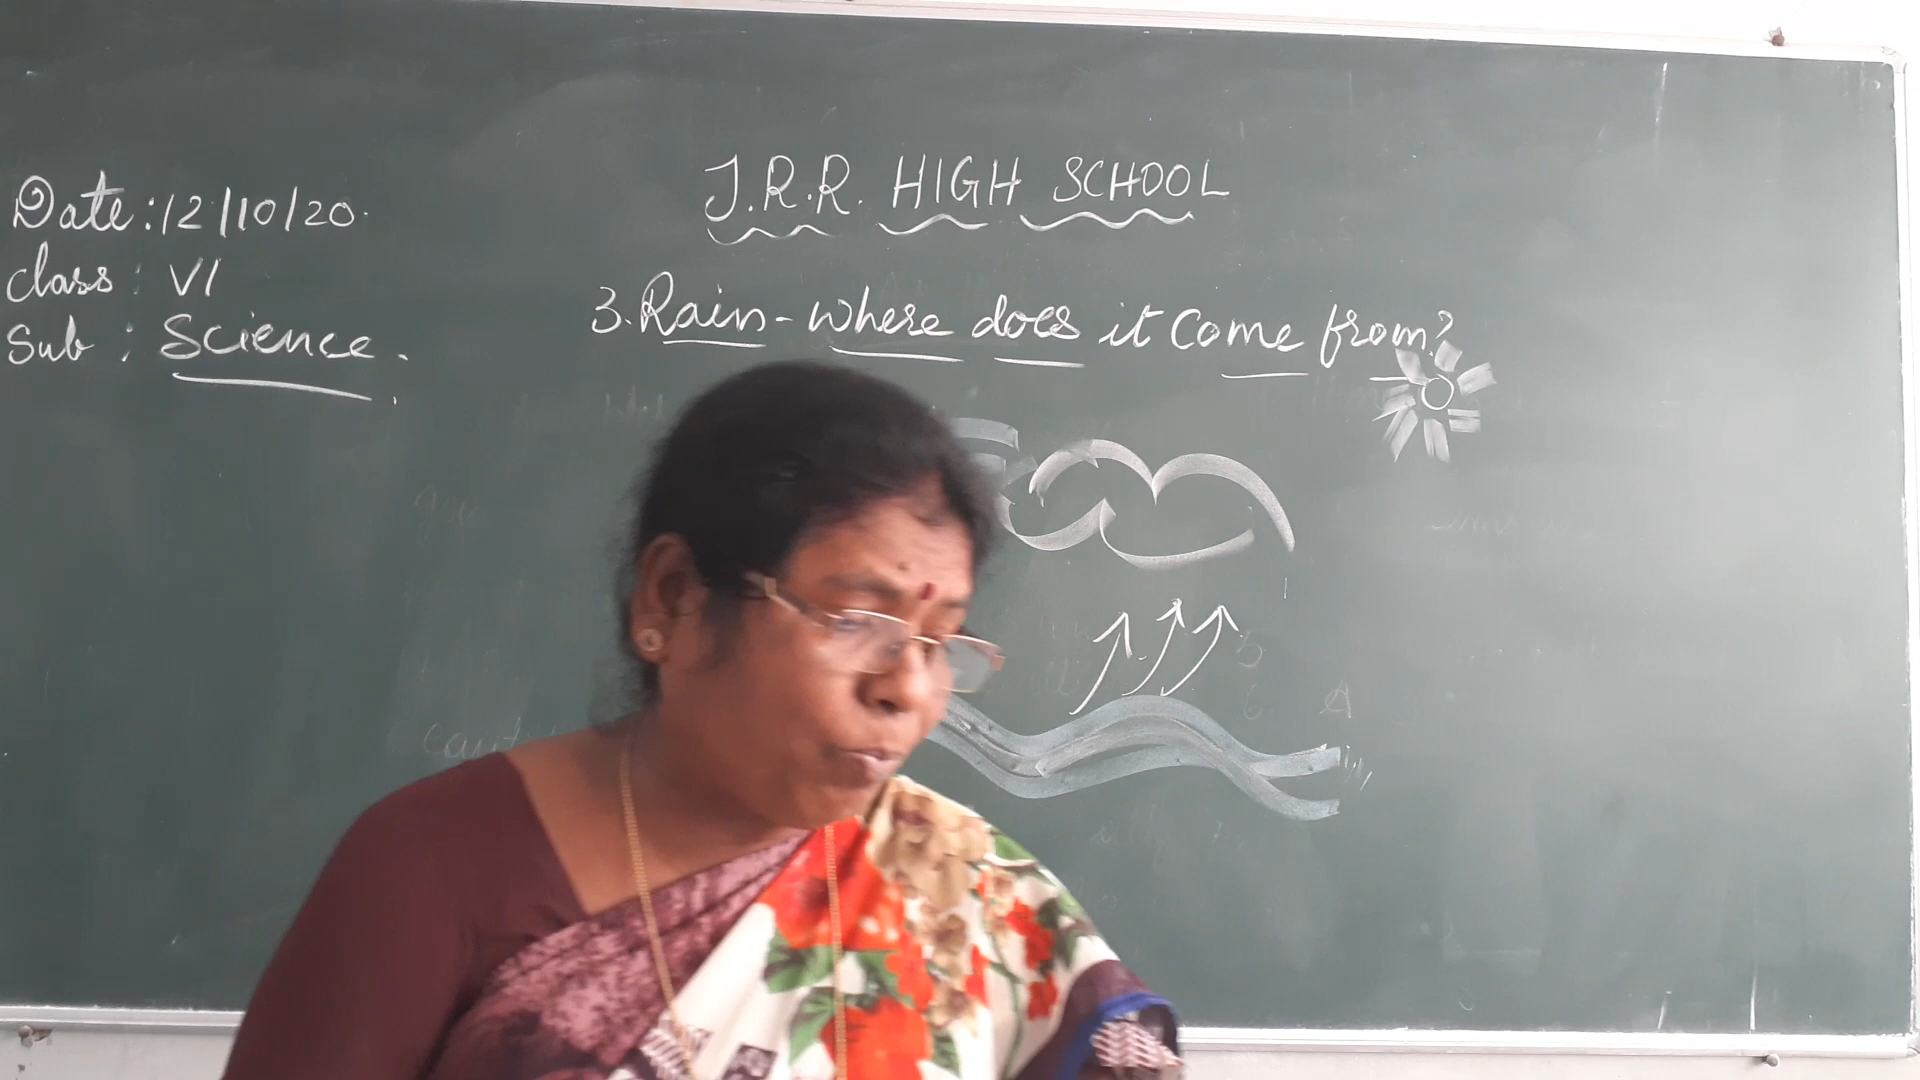 J.R.R. HIGH SCHOOL
Date: 12/10/20.
class: VI
Sub: Science.
3. Rain - where does it come from?